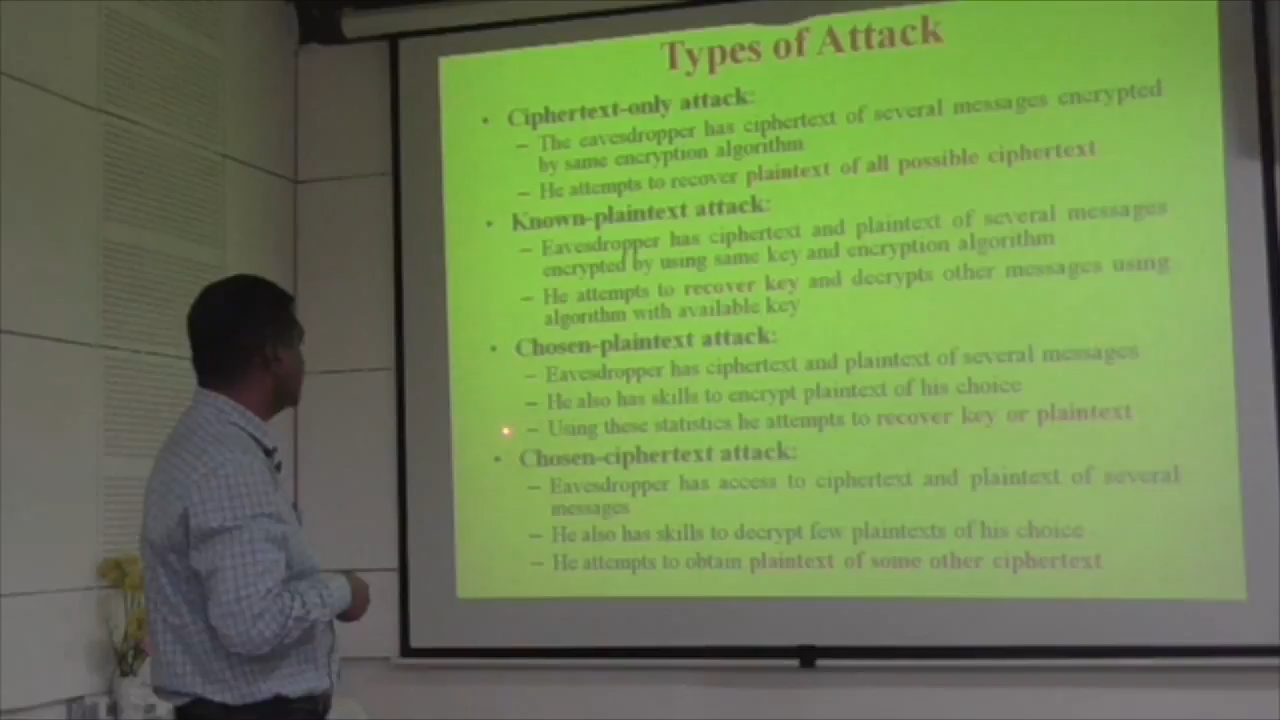 Types of Attack
• Ciphertext-only attack:
– The eavesdropper has ciphertext of several messages encrypted
by same encryption algorithm
– He attempts to recover plaintext of all possible ciphertext
• Known-plaintext attack:
– Eavesdropper has ciphertext and plaintext of several messages
encrypted by using same key and encryption algorithm
– He attempts to recover key and decrypts other messages using
algorithm with available key
• Chosen-plaintext attack:
– Eavesdropper has ciphertext and plaintext of several messages
– He also has skills to encrypt plaintext of his choice
– Using these statistics he attempts to recover key or plaintext
• Chosen-ciphertext attack:
– Eavesdropper has access to ciphertext and plaintext of several
messages
– He also has skills to decrypt few plaintexts of his choice
– He attempts to obtain plaintext of some other ciphertext